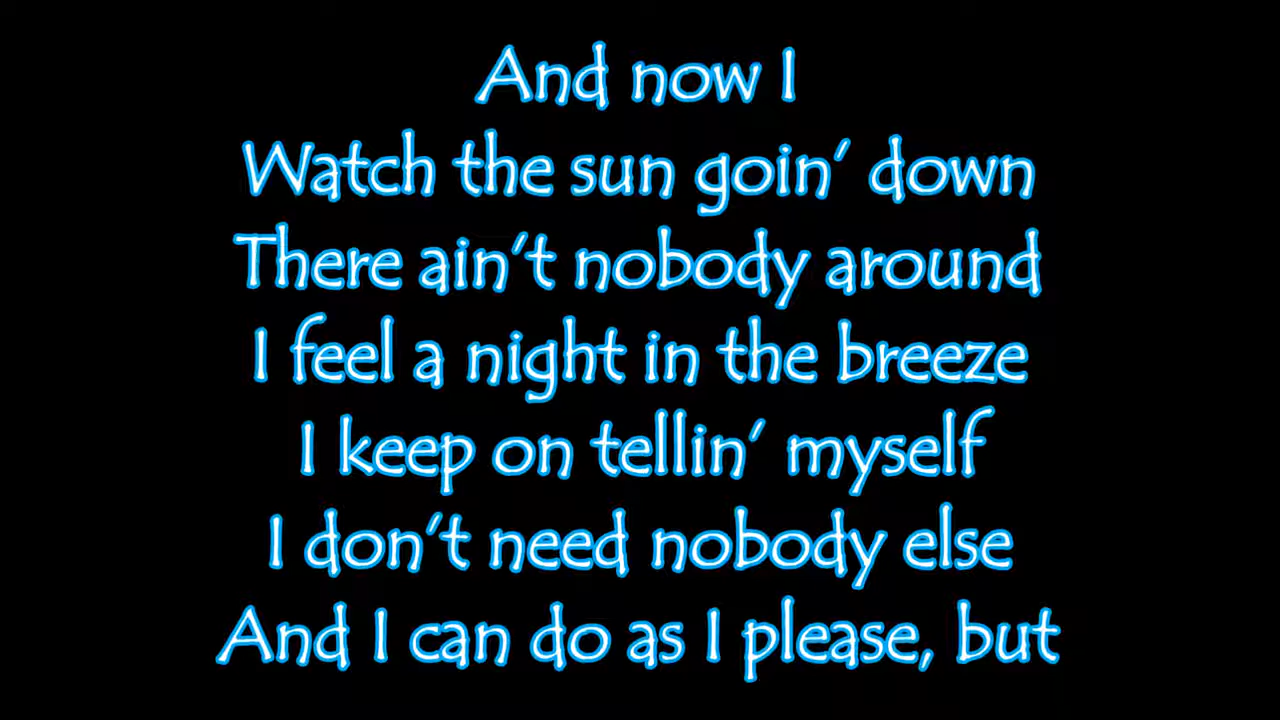 And now I
Watch the sun goin' down
There ain't nobody around
I feel a night in the breeze
I keep on tellin' myself
I don't need nobody else
And I can do as I please, but